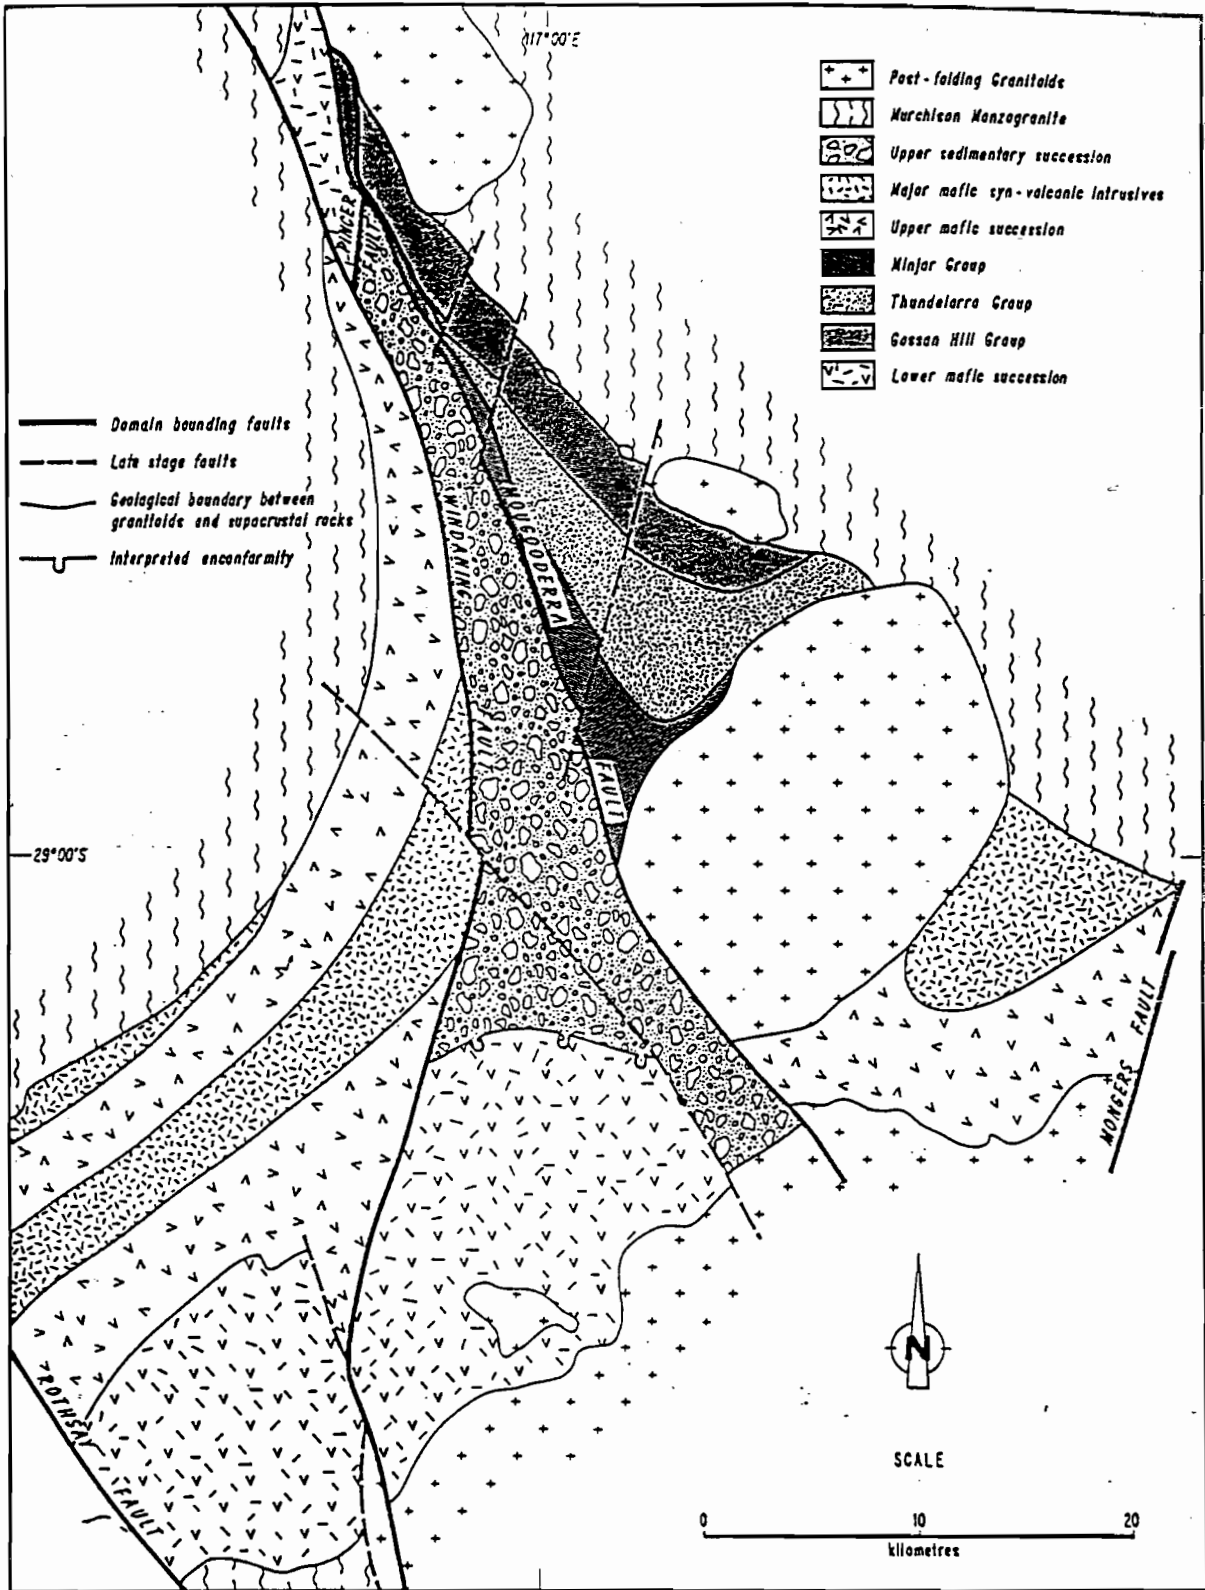 117°00'E
Post-folding Granitoids
Murchison Monzogranite
Upper sedimentary succession
Major mafic syn-volcanic intrusives
Upper mafic succession
Minjar Group
Thundelarra Group
Gossan Hill Group
Lower mafic succession
Domain bounding faults
Late stage faults
Geological boundary between
granitoids and supacrustal rocks
Interpreted enconformity
PINCER
FAULT
WINDANING
FAULT
MOUGOODERRA
FAULT
29°00'S
MONGERS FAULT
ROTHSAY FAULT
N
SCALE
0 10 20
kilometres